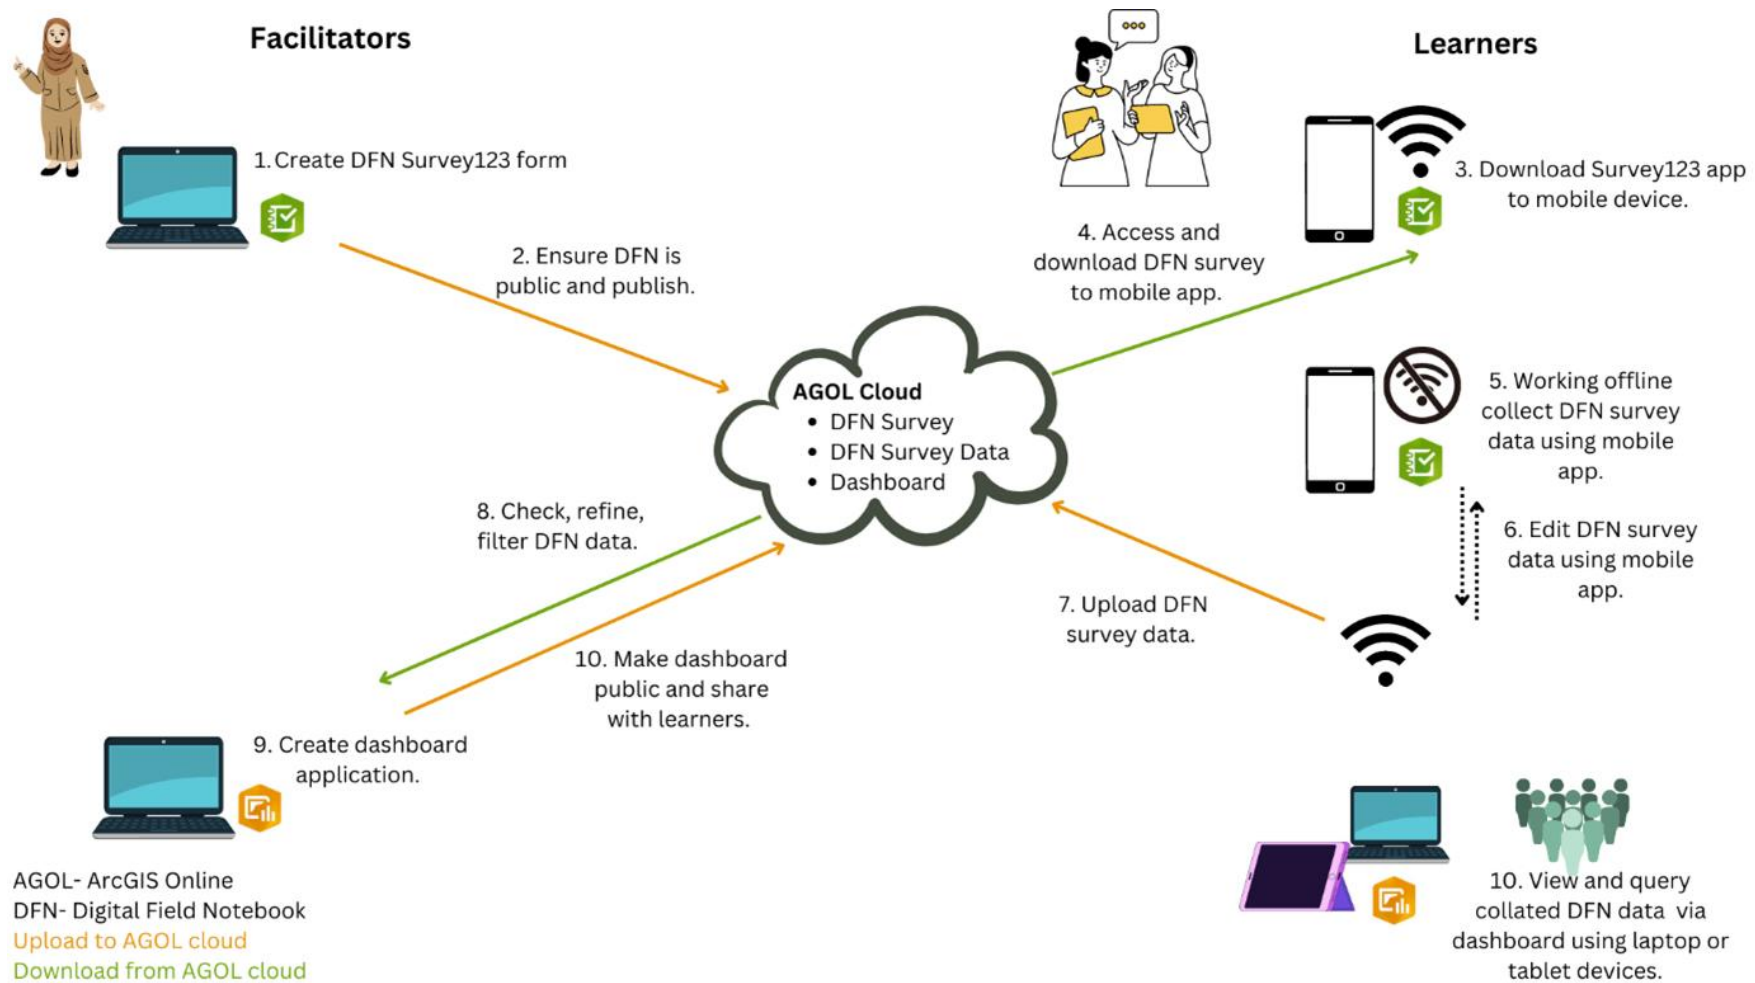 Facilitators
Learners
1. Create DFN Survey123 form
2. Ensure DFN is
public and publish.
3. Download Survey123 app
to mobile device.
4. Access and
download DFN survey
to mobile app.
AGOL Cloud
• DFN Survey
• DFN Survey Data
• Dashboard
5. Working offline
collect DFN survey
data using mobile
app.
6. Edit DFN survey
data using mobile
app.
7. Upload DFN
survey data.
8. Check, refine,
filter DFN data.
9. Create dashboard
application.
10. Make dashboard
public and share
with learners.
10. View and query
collated DFN data via
dashboard using laptop or
tablet devices.
AGOL- ArcGIS Online
DFN- Digital Field Notebook
Upload to AGOL cloud
Download from AGOL cloud